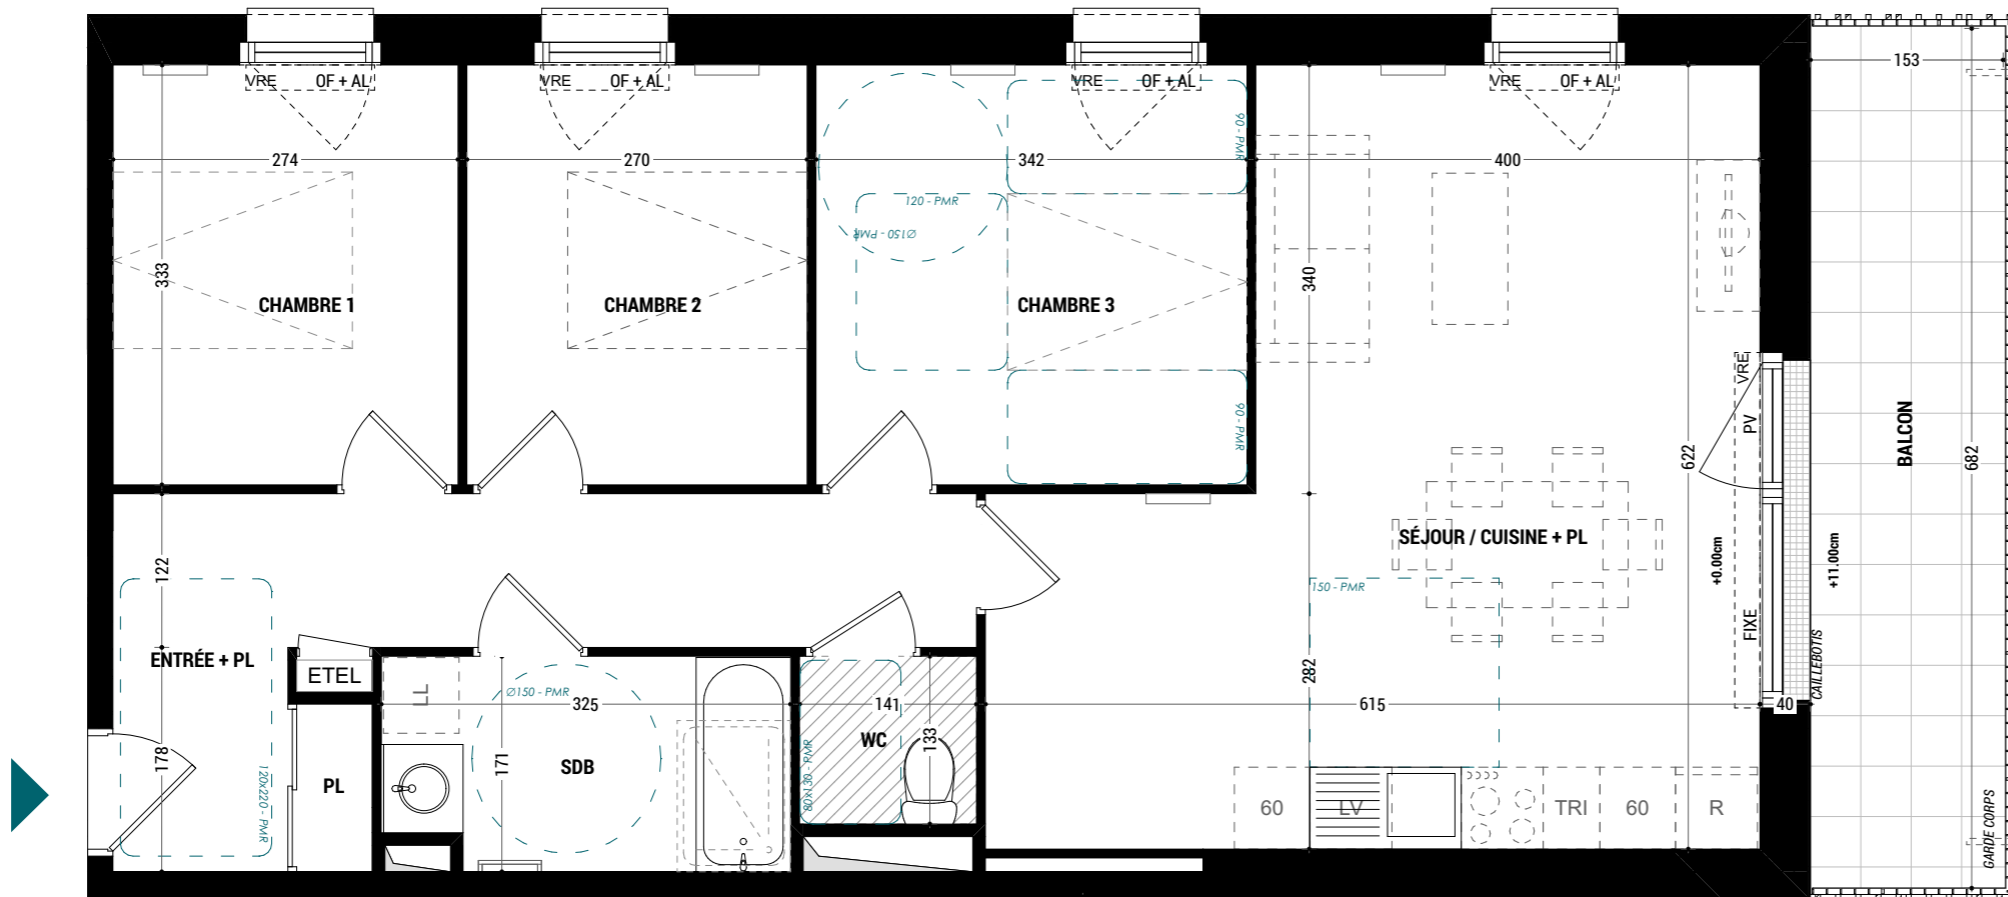 VRE OF + AL
VRE OF + AL
VRE OF + AL
VRE OF + AL
153
274
270
342
400
90 - PMR
120 - PMR
Ø150 - PMR
333
340
CHAMBRE 1
CHAMBRE 2
CHAMBRE 3
90 - PMR
VRE
PV
622
BALCON
682
SÉJOUR / CUISINE + PL
+0.00cm
+11.00cm
122
150 - PMR
FIXE
CAILLEBOTIS
ENTRÉE + PL
ETEL
LL
Ø150 - PMR
325
141
282
615
40
WC
133
178
171
SDB
PL
120x220 - PMR
80x130 - PMR
60
LV
TRI
60
R
GARDE CORPS